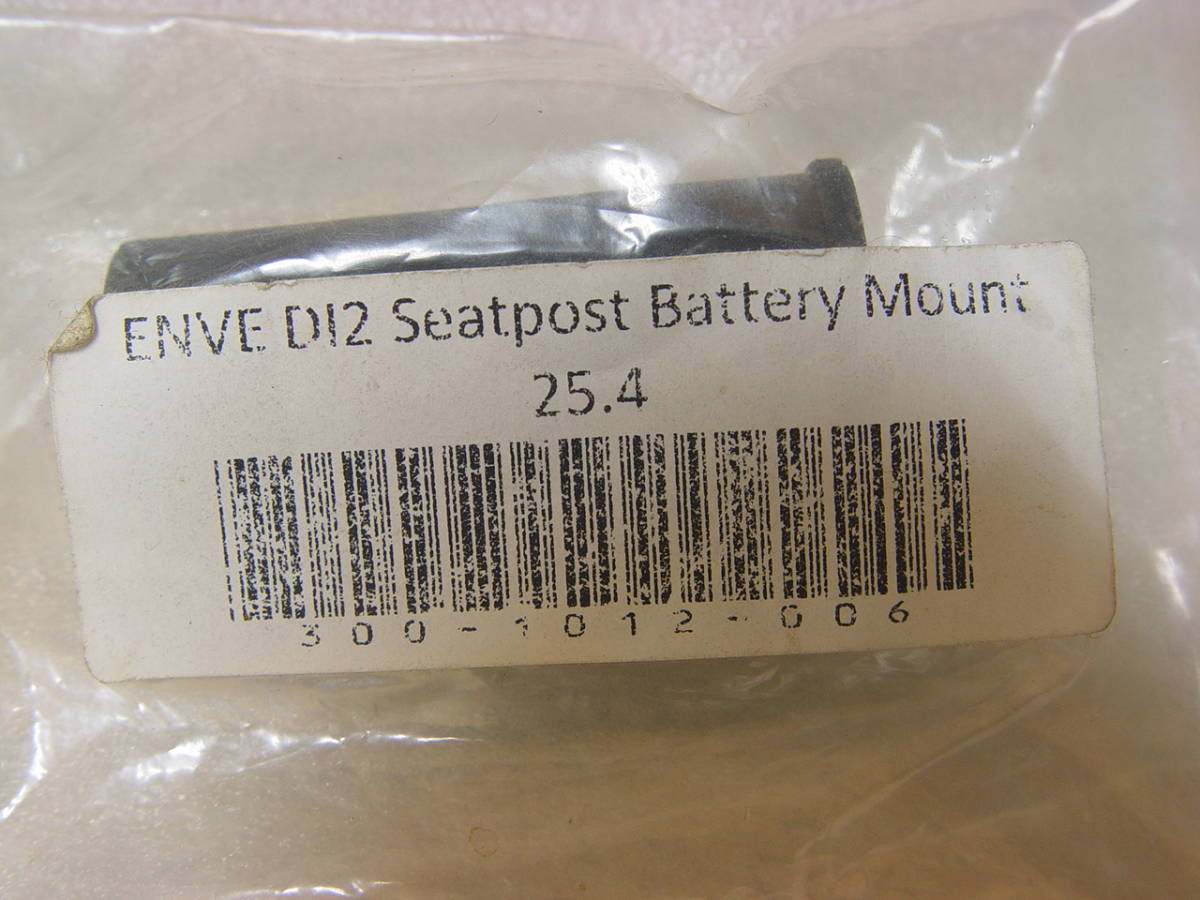 ENVE DI2 Seatpost Battery Mount
25.4
300-1012-006